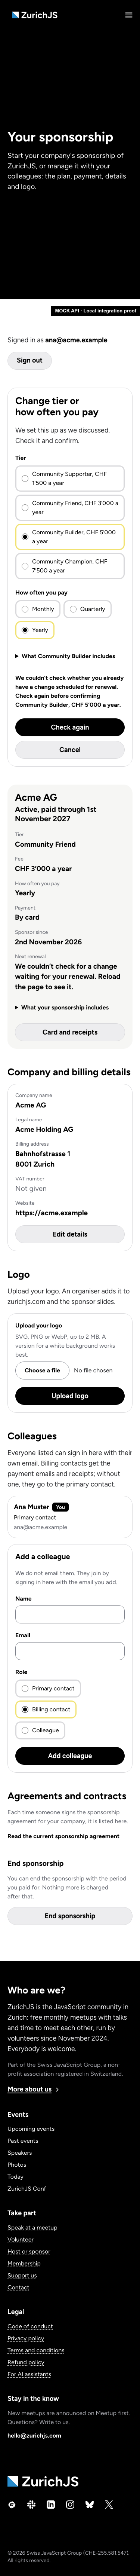 ZurichJS
Your sponsorship
Start your company's sponsorship of
ZurichJS, or manage it with your
colleagues: the plan, payment, details
and logo.
MOCK API · Local integration proof
Signed in as ana@acme.example
Sign out
Change tier or
how often you pay
We set this up as we discussed.
Check it and confirm.
Tier
Community Supporter, CHF
1'500 a year
Community Friend, CHF 3'000 a
year
Community Builder, CHF 5'000
a year
Community Champion, CHF
7'500 a year
How often you pay
Monthly
Quarterly
Yearly
What Community Builder includes
We couldn't check whether you already
have a change scheduled for renewal.
Check again before confirming
Community Builder, CHF 5'000 a year.
Check again
Cancel
Acme AG
Active, paid through 1st
November 2027
Tier
Community Friend
Fee
CHF 3'000 a year
How often you pay
Yearly
Payment
By card
Sponsor since
2nd November 2026
Next renewal
We couldn't check for a change
waiting for your renewal. Reload
the page to see it.
What your sponsorship includes
Card and receipts
Company and billing details
Company name
Acme AG
Legal name
Acme Holding AG
Billing address
Bahnhofstrasse 1
8001 Zurich
VAT number
Not given
Website
https://acme.example
Edit details
Logo
Upload your logo. An organiser adds it to
zurichjs.com and the sponsor slides.
Upload your logo
SVG, PNG or WebP, up to 2 MB. A
version for a white background works
best.
Choose a file
No file chosen
Upload logo
Colleagues
Everyone listed can sign in here with their
own email. Billing contacts get the
payment emails and receipts; without
one, they go to the primary contact.
Ana Muster You
Primary contact
ana@acme.example
Add a colleague
We do not email them. They join by
signing in here with the email you add.
Name
Email
Role
Primary contact
Billing contact
Colleague
Add colleague
Agreements and contracts
Each time someone signs the sponsorship
agreement for your company, it is listed here.
Read the current sponsorship agreement
End sponsorship
You can end the sponsorship with the period
you paid for. Nothing more is charged
after that.
End sponsorship
Who are we?
ZurichJS is the JavaScript community in
Zurich: free monthly meetups with talks
and time to meet each other, run by
volunteers since November 2024.
Everybody is welcome.
Part of the Swiss JavaScript Group, a non-
profit association registered in Switzerland.
More about us
Events
Upcoming events
Past events
Speakers
Photos
Today
ZurichJS Conf
Take part
Speak at a meetup
Volunteer
Host or sponsor
Membership
Support us
Contact
Legal
Code of conduct
Privacy policy
Terms and conditions
Refund policy
For AI assistants
Stay in the know
New meetups are announced on Meetup first.
Questions? Write to us.
hello@zurichjs.com
ZurichJS
© 2026 Swiss JavaScript Group (CHE-255.581.547).
All rights reserved.